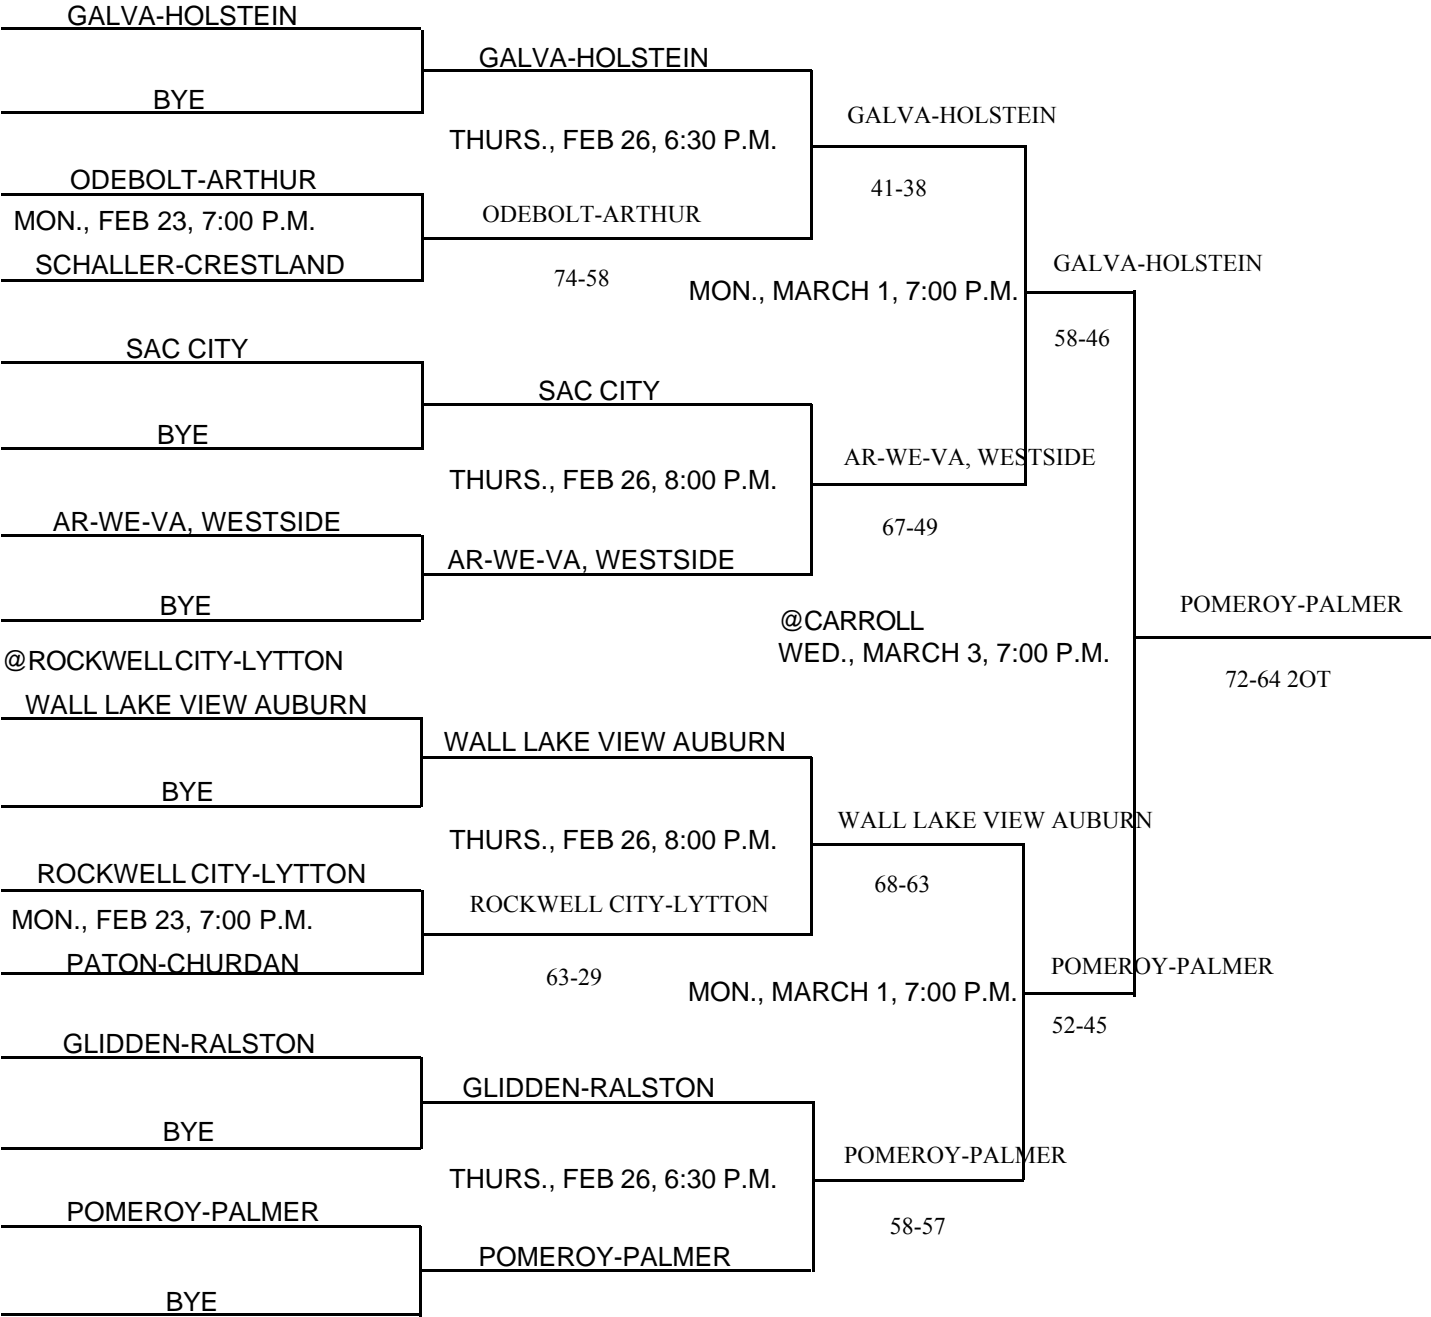 GALVA-HOLSTEIN
GALVA-HOLSTEIN
BYE
GALVA-HOLSTEIN
THURS., FEB 26, 6:30 P.M.
ODEBOLT-ARTHUR
41-38
MON., FEB 23, 7:00 P.M.
ODEBOLT-ARTHUR
SCHALLER-CRESTLAND
GALVA-HOLSTEIN
74-58
MON., MARCH 1, 7:00 P.M.
58-46
SAC CITY
SAC CITY
BYE
AR-WE-VA, WESTSIDE
THURS., FEB 26, 8:00 P.M.
AR-WE-VA, WESTSIDE
67-49
AR-WE-VA, WESTSIDE
BYE
POMEROY-PALMER
@CARROLL
WED., MARCH 3, 7:00 P.M.
@ROCKWELL CITY-LYTTON
72-64 2OT
WALL LAKE VIEW AUBURN
WALL LAKE VIEW AUBURN
BYE
WALL LAKE VIEW AUBURN
THURS., FEB 26, 8:00 P.M.
ROCKWELL CITY-LYTTON
68-63
ROCKWELL CITY-LYTTON
MON., FEB 23, 7:00 P.M.
PATON-CHURDAN
POMEROY-PALMER
63-29
MON., MARCH 1, 7:00 P.M.
52-45
GLIDDEN-RALSTON
GLIDDEN-RALSTON
BYE
POMEROY-PALMER
THURS., FEB 26, 6:30 P.M.
POMEROY-PALMER
58-57
POMEROY-PALMER
BYE